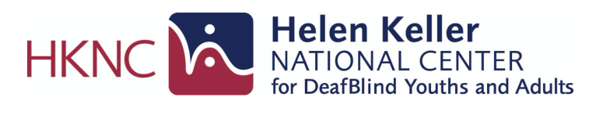 HKNC
Helen Keller
NATIONAL CENTER
for DeafBlind Youths and Adults